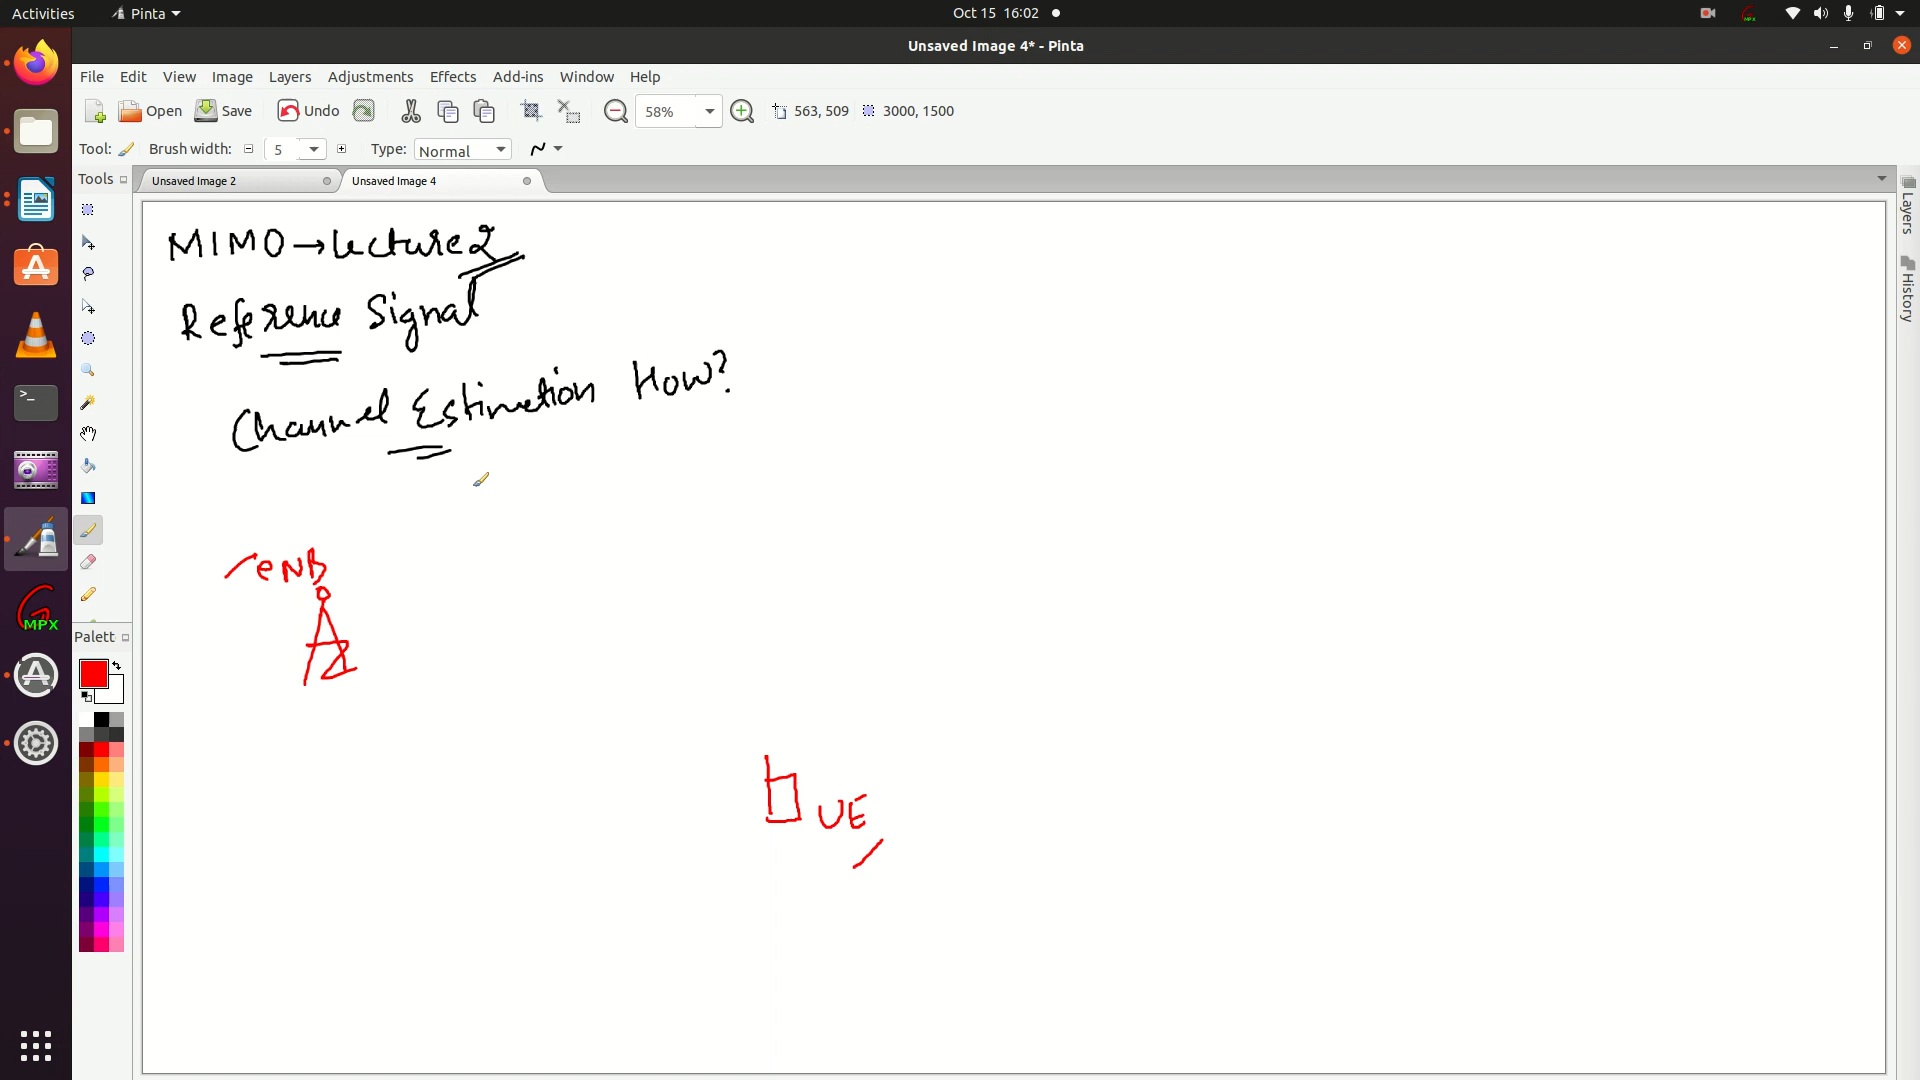 Activities Pinta Oct 15 16:02
Unsaved Image 4* - Pinta
File Edit View Image Layers Adjustments Effects Add-ins Window Help
Open Save Undo 58% 563, 509 3000, 1500
Tool: Brush width: 5 Type: Normal
Tools Unsaved Image 2 Unsaved Image 4
Layers
History
MIMO → lecture 2
Reference Signal
Channel Estimation How?
eNB
MPX
Palett
UE